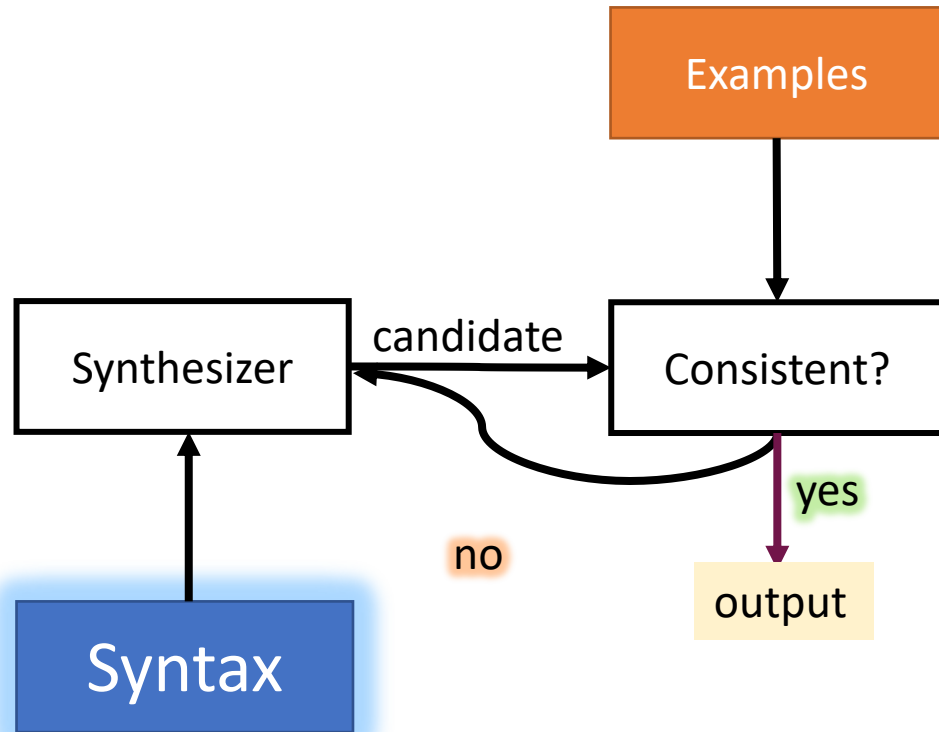 Examples
candidate
Synthesizer
Consistent?
yes
no
output
Syntax